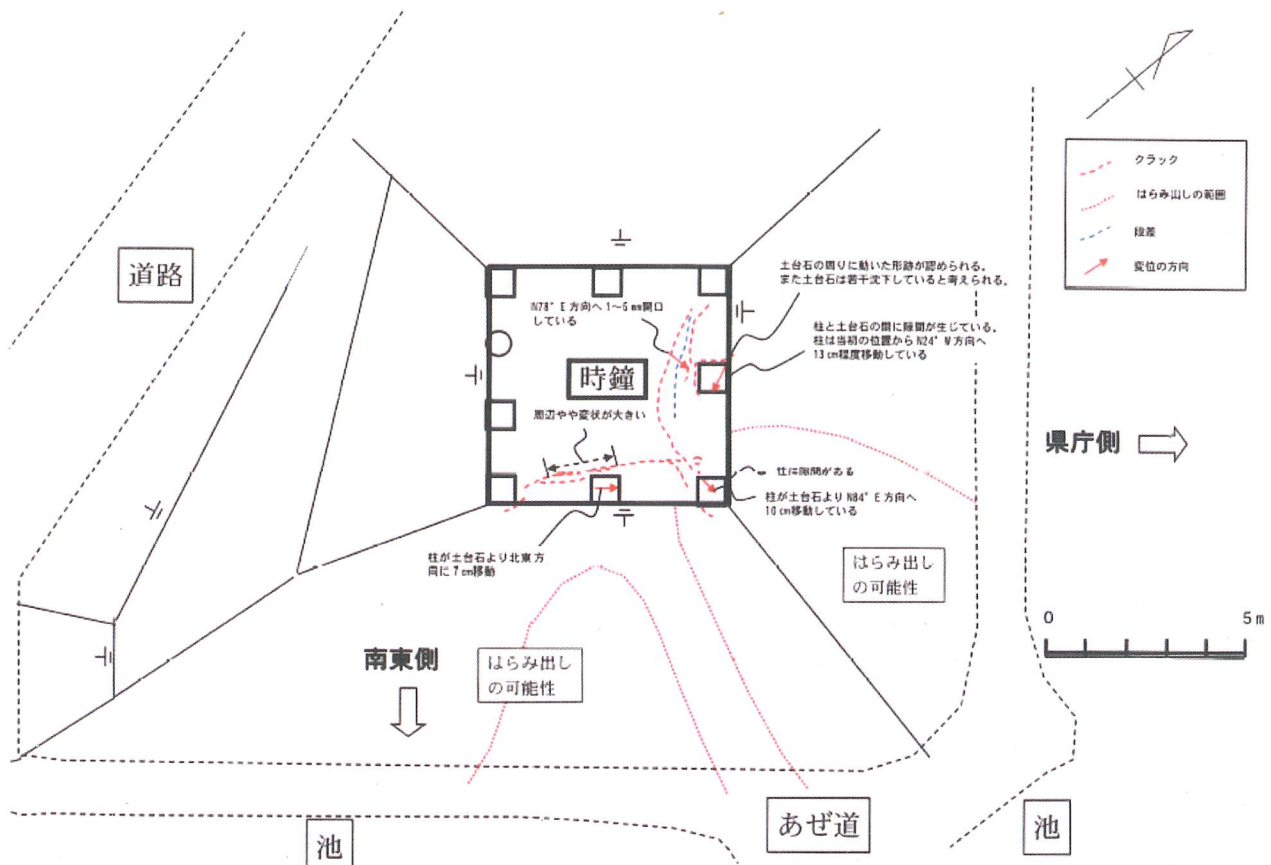 クラック
はらみ出しの範囲
段差
変位の方向
道路
土台石の周りに動いた形跡が認められる。
また土台石は若干沈下していると考えられる。
N78°E方向へ1~5mm開口
している
柱と土台石の間に隙間が生じている。
柱は当初の位置からN24°W方向へ
13cm程度移動している
時鐘
周辺やや変状が大きい
県庁側
柱に隙間がある
柱が土台石よりN84°E方向へ
10cm移動している
柱が土台石より北東方
向に7cm移動
はらみ出し
の可能性
0 5m
南東側
はらみ出し
の可能性
あぜ道
池
池